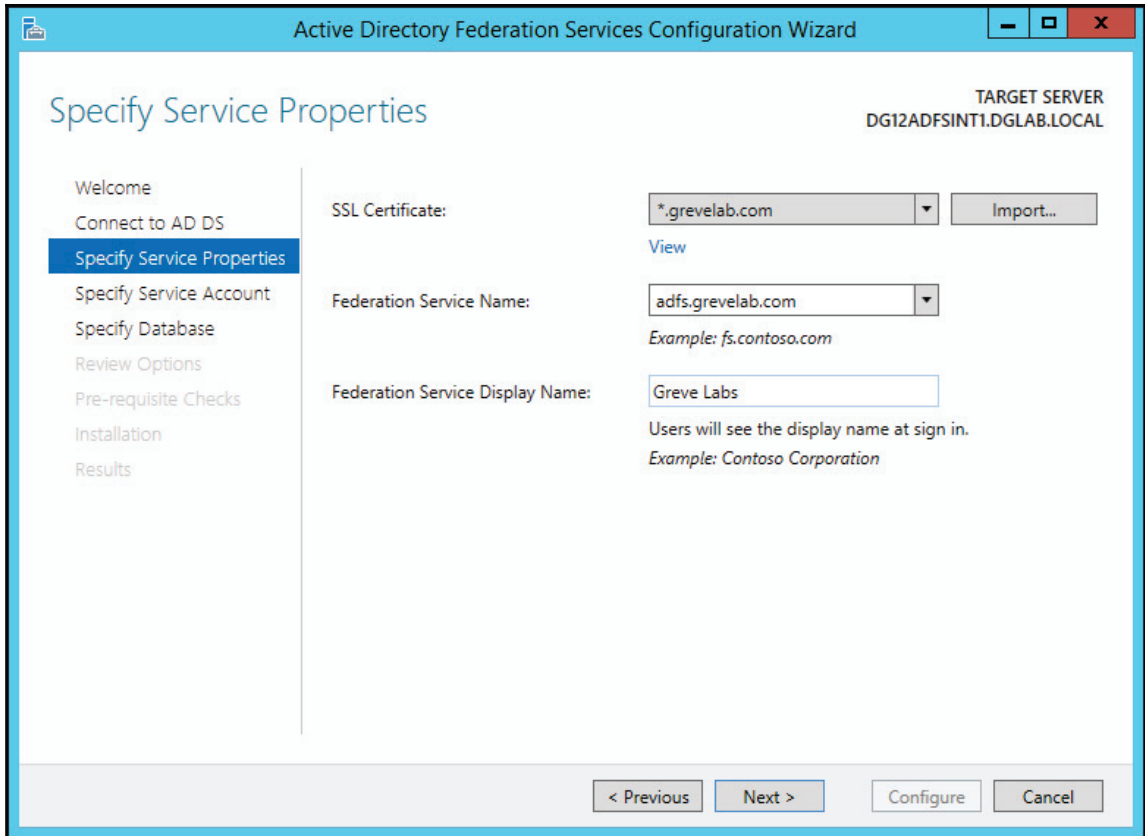 Active Directory Federation Services Configuration Wizard
Specify Service Properties
TARGET SERVER
DG12ADFSINT1.DGLAB.LOCAL
Welcome
Connect to AD DS
Specify Service Properties
Specify Service Account
Specify Database
Review Options
Pre-requisite Checks
Installation
Results
SSL Certificate:
*.grevelab.com
Import...
View
Federation Service Name:
adfs.grevelab.com
Example: fs.contoso.com
Federation Service Display Name:
Greve Labs
Users will see the display name at sign in.
Example: Contoso Corporation
< Previous
Next >
Configure
Cancel